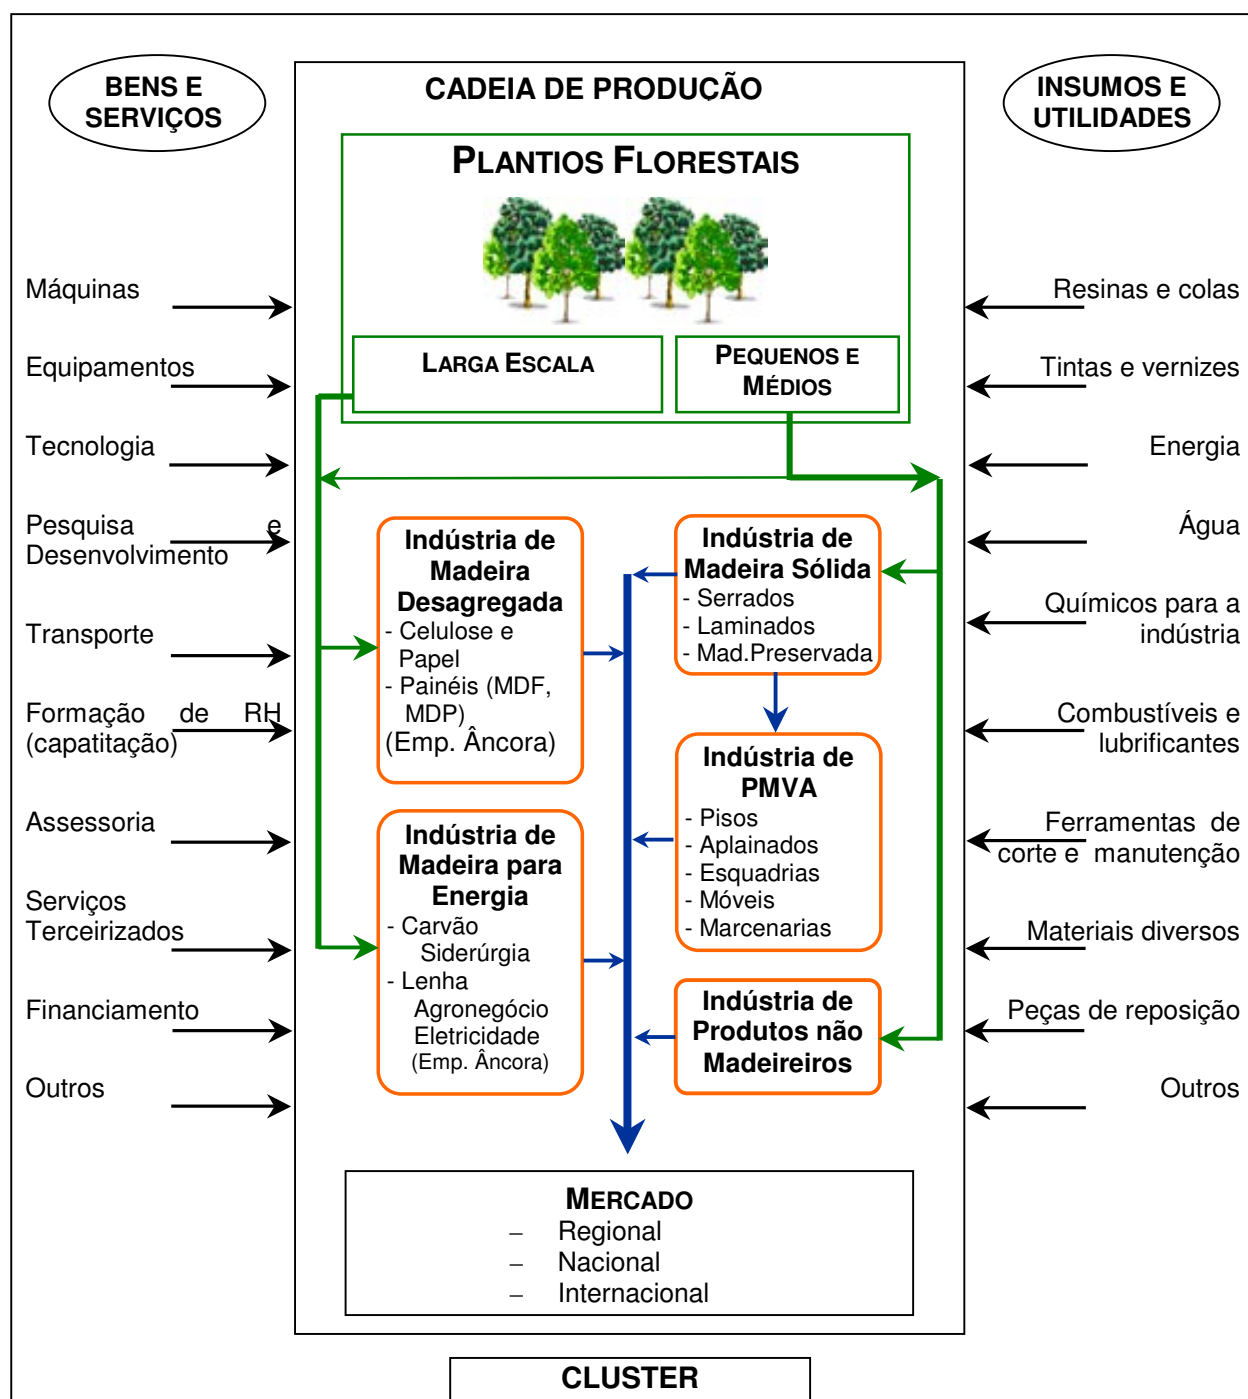 BENS E
SERVIÇOS
Máquinas
Equipamentos
Tecnologia
Pesquisa e
Desenvolvimento
Transporte
Formação de RH
(capatitação)
Assessoria
Serviços
Terceirizados
Financiamento
Outros
CADEIA DE PRODUÇÃO
PLANTIOS FLORESTAIS
LARGA ESCALA
PEQUENOS E
MÉDIOS
Indústria de
Madeira
Desagregada
- Celulose e
Papel
- Painéis (MDF,
MDP)
(Emp. Âncora)
Indústria de
Madeira para
Energia
- Carvão
Siderúrgia
- Lenha
Agronegócio
Eletricidade
(Emp. Âncora)
Indústria de
Madeira Sólida
- Serrados
- Laminados
- Mad.Preservada
Indústria de
PMVA
- Pisos
- Aplainados
- Esquadrias
- Móveis
- Marcenarias
Indústria de
Produtos não
Madeireiros
MERCADO
– Regional
– Nacional
– Internacional
INSUMOS E
UTILIDADES
Resinas e colas
Tintas e vernizes
Energia
Água
Químicos para a
indústria
Combustíveis e
lubrificantes
Ferramentas de
corte e manutenção
Materiais diversos
Peças de reposição
Outros
CLUSTER